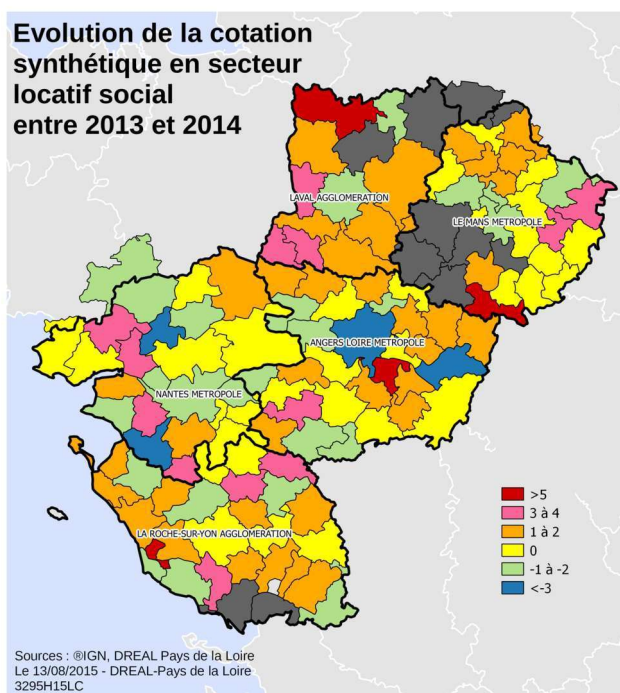 Evolution de la cotation
synthétique en secteur
locatif social
entre 2013 et 2014
LAVAL AGGLOMERATION
LE MANS METROPOLE
ANGERS LOIRE METROPOLE
NANTES METROPOLE
LA ROCHE-SUR-YON AGGLOMERATION
>5
3 à 4
1 à 2
0
-1 à -2
<-3
Sources : ®IGN, DREAL Pays de la Loire
Le 13/08/2015 - DREAL-Pays de la Loire
3295H15LC